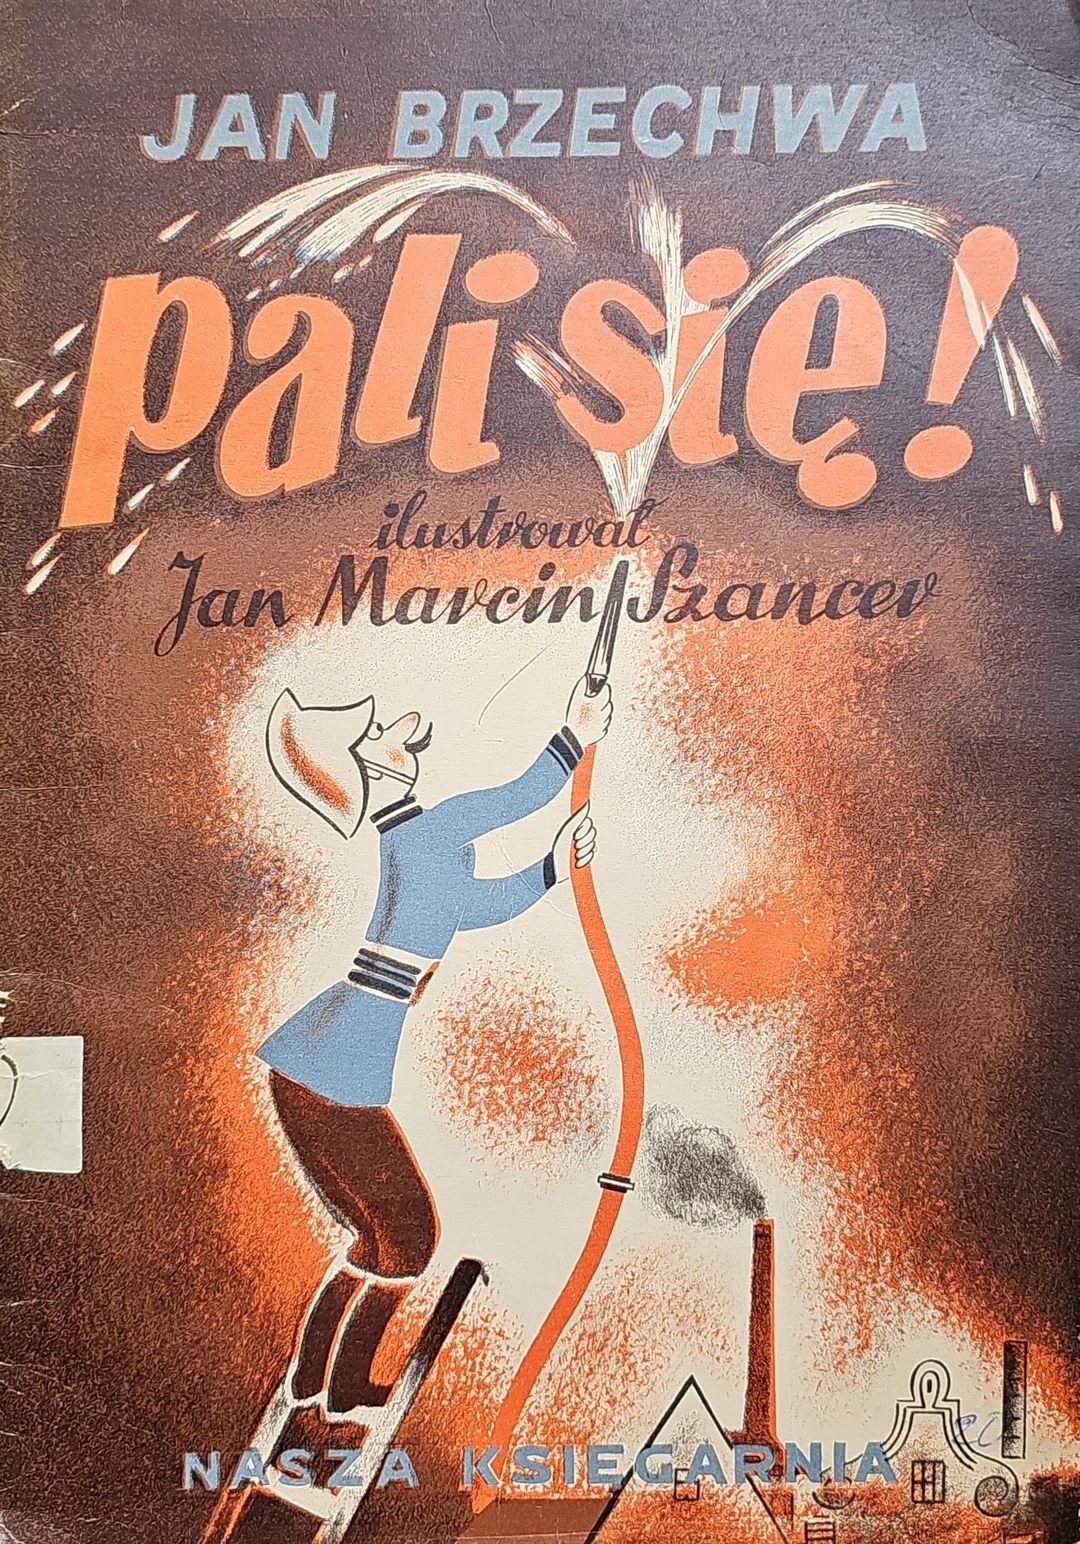 JAN BRZECHWA
pali się!
ilustrował
Jan Marcin Szancer
NASZA KSIĘGARNIA